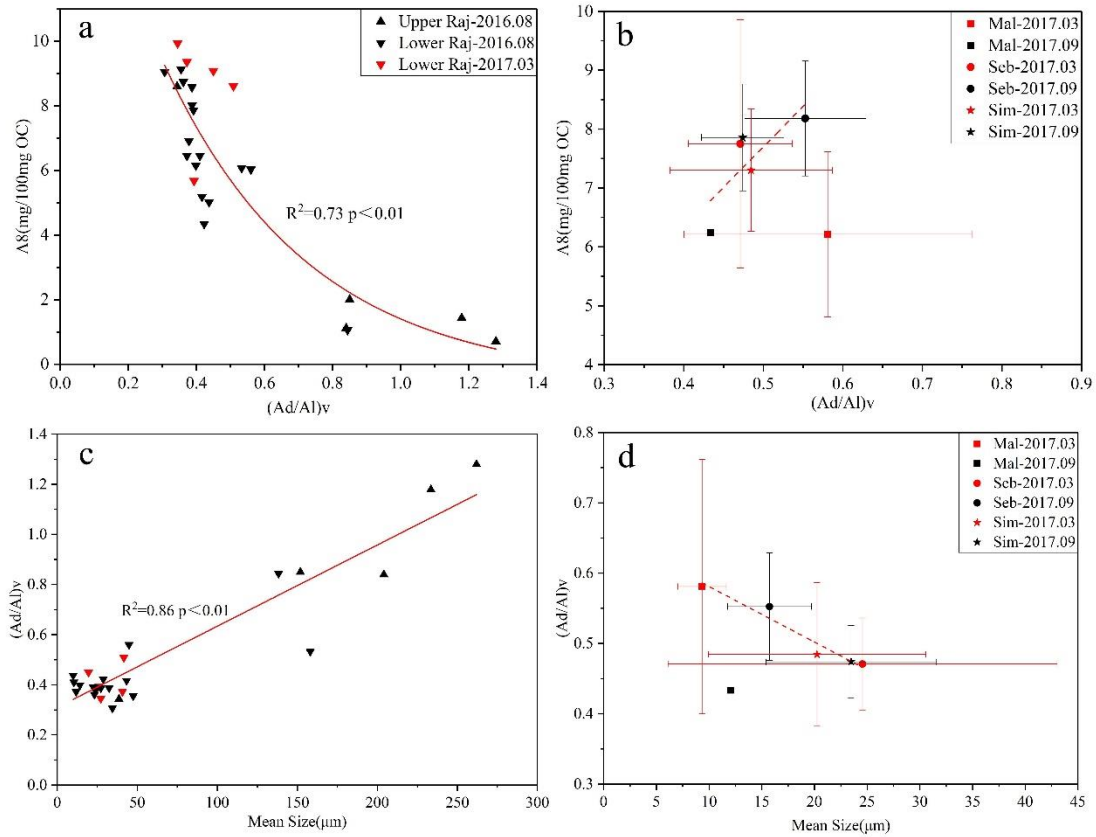 a
Upper Raj-2016.08
Lower Raj-2016.08
Lower Raj-2017.03
R²=0.73 p<0.01
10
8
6
4
2
0
Λ8(mg/100mg OC)
0.0 0.2 0.4 0.6 0.8 1.0 1.2 1.4
(Ad/Al)v
b
Mal-2017.03
Mal-2017.09
Seb-2017.03
Seb-2017.09
Sim-2017.03
Sim-2017.09
10
9
8
7
6
5
4
Λ8(mg/100mg OC)
0.3 0.4 0.5 0.6 0.7 0.8 0.9
(Ad/Al)v
c
R²=0.86 p<0.01
1.4
1.2
1.0
0.8
0.6
0.4
0.2
0.0
(Ad/Al)v
0 50 100 150 200 250 300
Mean Size(μm)
d
Mal-2017.03
Mal-2017.09
Seb-2017.03
Seb-2017.09
Sim-2017.03
Sim-2017.09
0.8
0.7
0.6
0.5
0.4
0.3
(Ad/Al)v
5 10 15 20 25 30 35 40 45
Mean Size(μm)